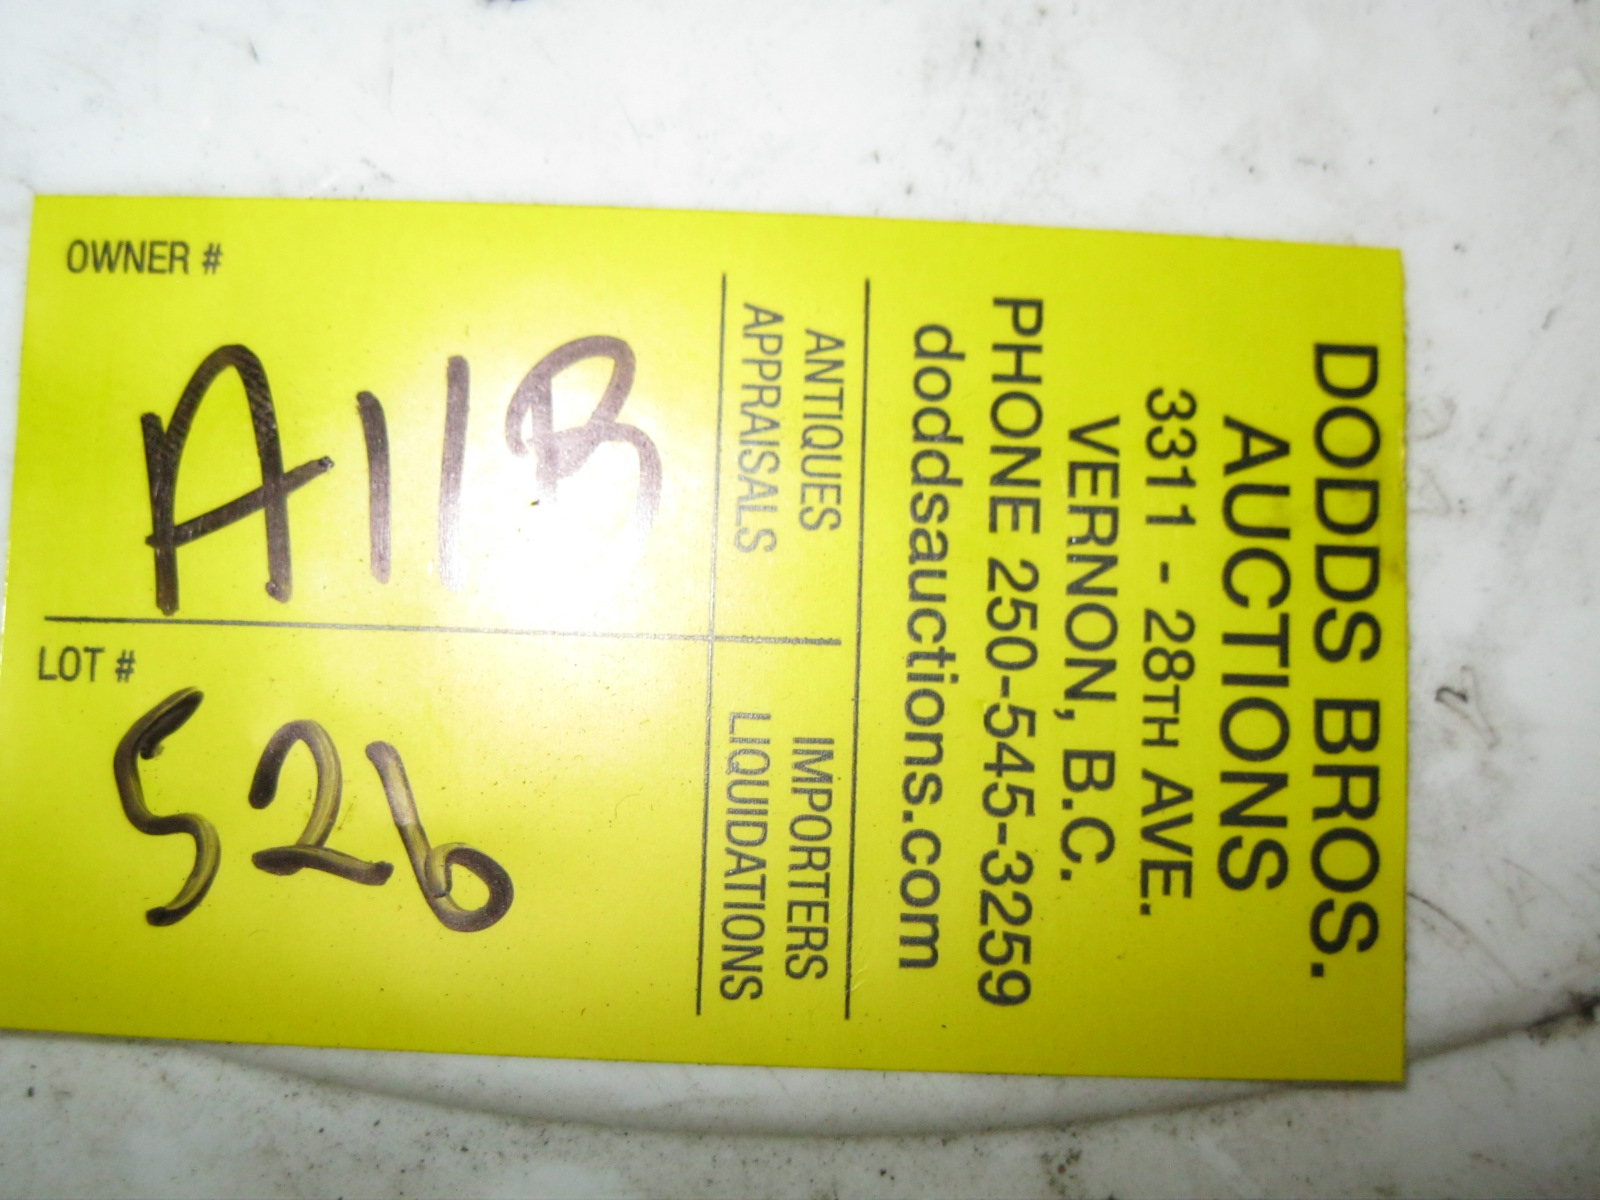 DODDS BROS.
AUCTIONS
3311 - 28TH AVE.
VERNON, B.C.
PHONE 250-545-3259
doddsauctions.com
ANTIQUES
APPRAISALS
IMPORTERS
LIQUIDATIONS
OWNER #
A11B
LOT #
526